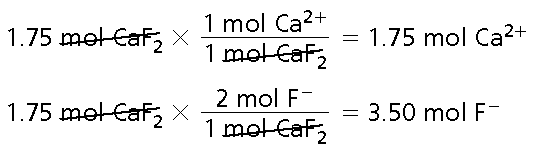 1.75 mol CaF₂ × 1 mol Ca²⁺ / 1 mol CaF₂ = 1.75 mol Ca²⁺
1.75 mol CaF₂ × 2 mol F⁻ / 1 mol CaF₂ = 3.50 mol F⁻